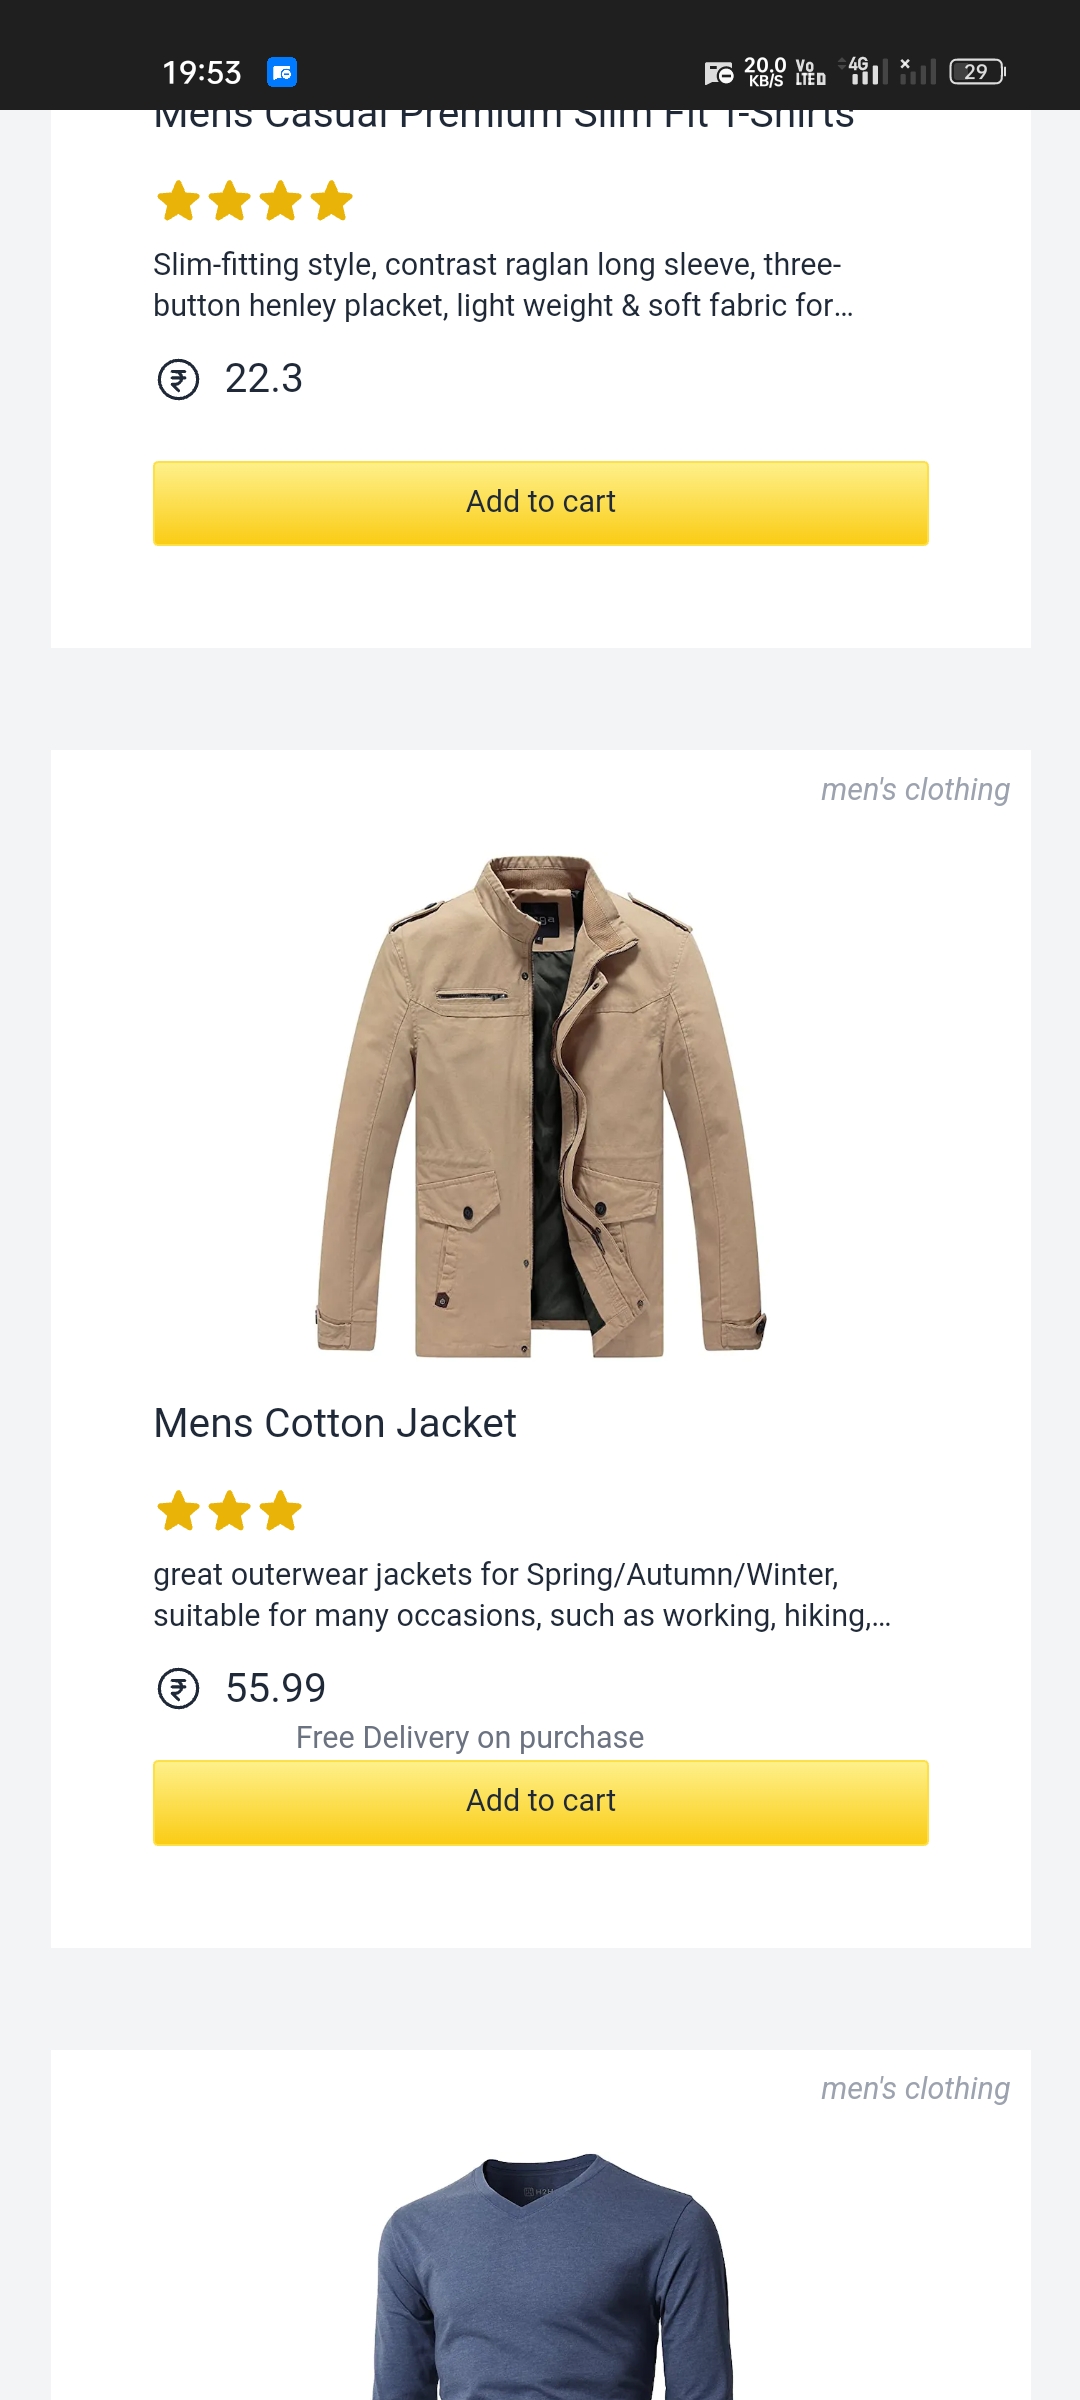 19:53
20.0 KB/S Vo LTE D 4G 29
Mens Casual Premium Slim Fit T-Shirts
Slim-fitting style, contrast raglan long sleeve, three-
button henley placket, light weight & soft fabric for...
₹ 22.3
Add to cart
men's clothing
Mens Cotton Jacket
great outerwear jackets for Spring/Autumn/Winter,
suitable for many occasions, such as working, hiking,...
₹ 55.99
Free Delivery on purchase
Add to cart
men's clothing